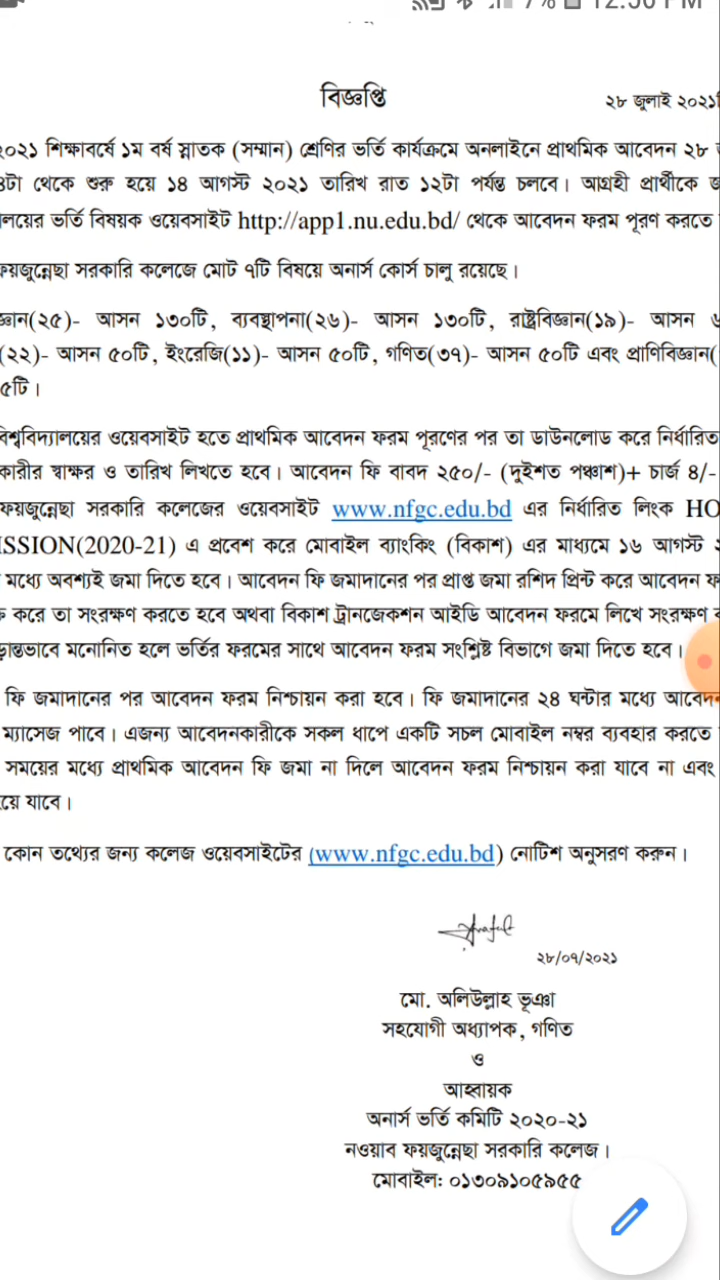 7% 12:50 PM
বিজ্ঞপ্তি
২৮ জুলাই ২০২১
২০২১ শিক্ষাবর্ষে ১ম বর্ষ স্নাতক (সম্মান) শ্রেণির ভর্তি কার্যক্রমে অনলাইনে প্রাথমিক আবেদন ২৮
৪টা থেকে শুরু হয়ে ১৪ আগস্ট ২০২১ তারিখ রাত ১২টা পর্যন্ত চলবে। আগ্রহী প্রার্থীকে
লয়ের ভর্তি বিষয়ক ওয়েবসাইট http://app1.nu.edu.bd/ থেকে আবেদন ফরম পূরণ করতে
ফয়জুন্নেছা সরকারি কলেজে মোট ৭টি বিষয়ে অনার্স কোর্স চালু রয়েছে।
জ্ঞান(২৫)- আসন ১৩০টি, ব্যবস্থাপনা(২৬)- আসন ১৩০টি, রাষ্ট্রবিজ্ঞান(১৯)- আসন
(২২)- আসন ৫০টি, ইংরেজি(১১)- আসন ৫০টি, গণিত(৩৭)- আসন ৫০টি এবং প্রাণিবিজ্ঞান(
৫টি।
বিশ্ববিদ্যালয়ের ওয়েবসাইট হতে প্রাথমিক আবেদন ফরম পূরণের পর তা ডাউনলোড করে নির্ধারিত
কারীর স্বাক্ষর ও তারিখ লিখতে হবে। আবেদন ফি বাবদ ২৫০/- (দুইশত পঞ্চাশ)+ চার্জ ৪/-
ফয়জুন্নেছা সরকারি কলেজের ওয়েবসাইট www.nfgc.edu.bd এর নির্ধারিত লিংক HO
ISSION(2020-21) এ প্রবেশ করে মোবাইল ব্যাংকিং (বিকাশ) এর মাধ্যমে ১৬ আগস্ট
মধ্যে অবশ্যই জমা দিতে হবে। আবেদন ফি জমাদানের পর প্রাপ্ত জমা রশিদ প্রিন্ট করে আবেদন ফ
করে তা সংরক্ষণ করতে হবে অথবা বিকাশ ট্রানজেকশন আইডি আবেদন ফরমে লিখে সংরক্ষণ
ড়ান্তভাবে মনোনিত হলে ভর্তির ফরমের সাথে আবেদন ফরম সংশ্লিষ্ট বিভাগে জমা দিতে হবে।
ফি জমাদানের পর আবেদন ফরম নিশ্চায়ন করা হবে। ফি জমাদানের ২৪ ঘন্টার মধ্যে আবেদন
ম্যাসেজ পাবে। এজন্য আবেদনকারীকে সকল ধাপে একটি সচল মোবাইল নম্বর ব্যবহার করতে
সময়ের মধ্যে প্রাথমিক আবেদন ফি জমা না দিলে আবেদন ফরম নিশ্চায়ন করা যাবে না এবং
য়ে যাবে।
কোন তথ্যের জন্য কলেজ ওয়েবসাইটের (www.nfgc.edu.bd) নোটিশ অনুসরণ করুন।
২৮/০৭/২০২১
মো. অলিউল্লাহ ভূঞা
সহযোগী অধ্যাপক, গণিত
ও
আহ্বায়ক
অনার্স ভর্তি কমিটি ২০২০-২১
নওয়াব ফয়জুন্নেছা সরকারি কলেজ।
মোবাইল: ০১৩০৯১০৫৯৫৫